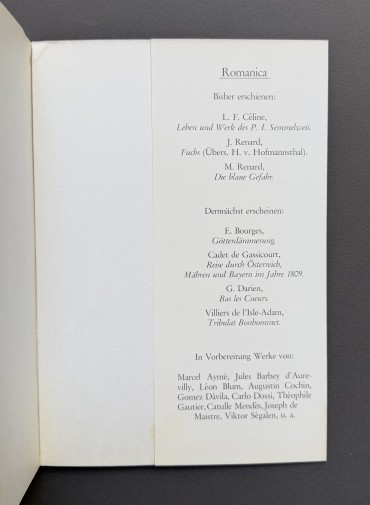 Romanica
Bisher erschienen:
L. F. Céline,
Leben und Werk des P. I. Semmelweis.
J. Renard,
Fuchs (Übers. H. v. Hofmannsthal).
M. Renard,
Die blaue Gefahr.
Demnächst erscheinen:
E. Bourges,
Götterdämmerung.
Cadet de Gassicourt,
Reise durch Österreich,
Mähren und Bayern im Jahre 1809.
G. Darien,
Bas les Coeurs.
Villiers de l'Isle-Adam,
Tribulat Bonhommet.
In Vorbereitung Werke von:
Marcel Aymé, Jules Barbey d'Aure-
villy, Léon Blum, Augustin Cochin,
Gomez Dávila, Carlo Dossi, Théophile
Gautier, Catulle Mendès, Joseph de
Maistre, Viktor Ségalen, u. a.